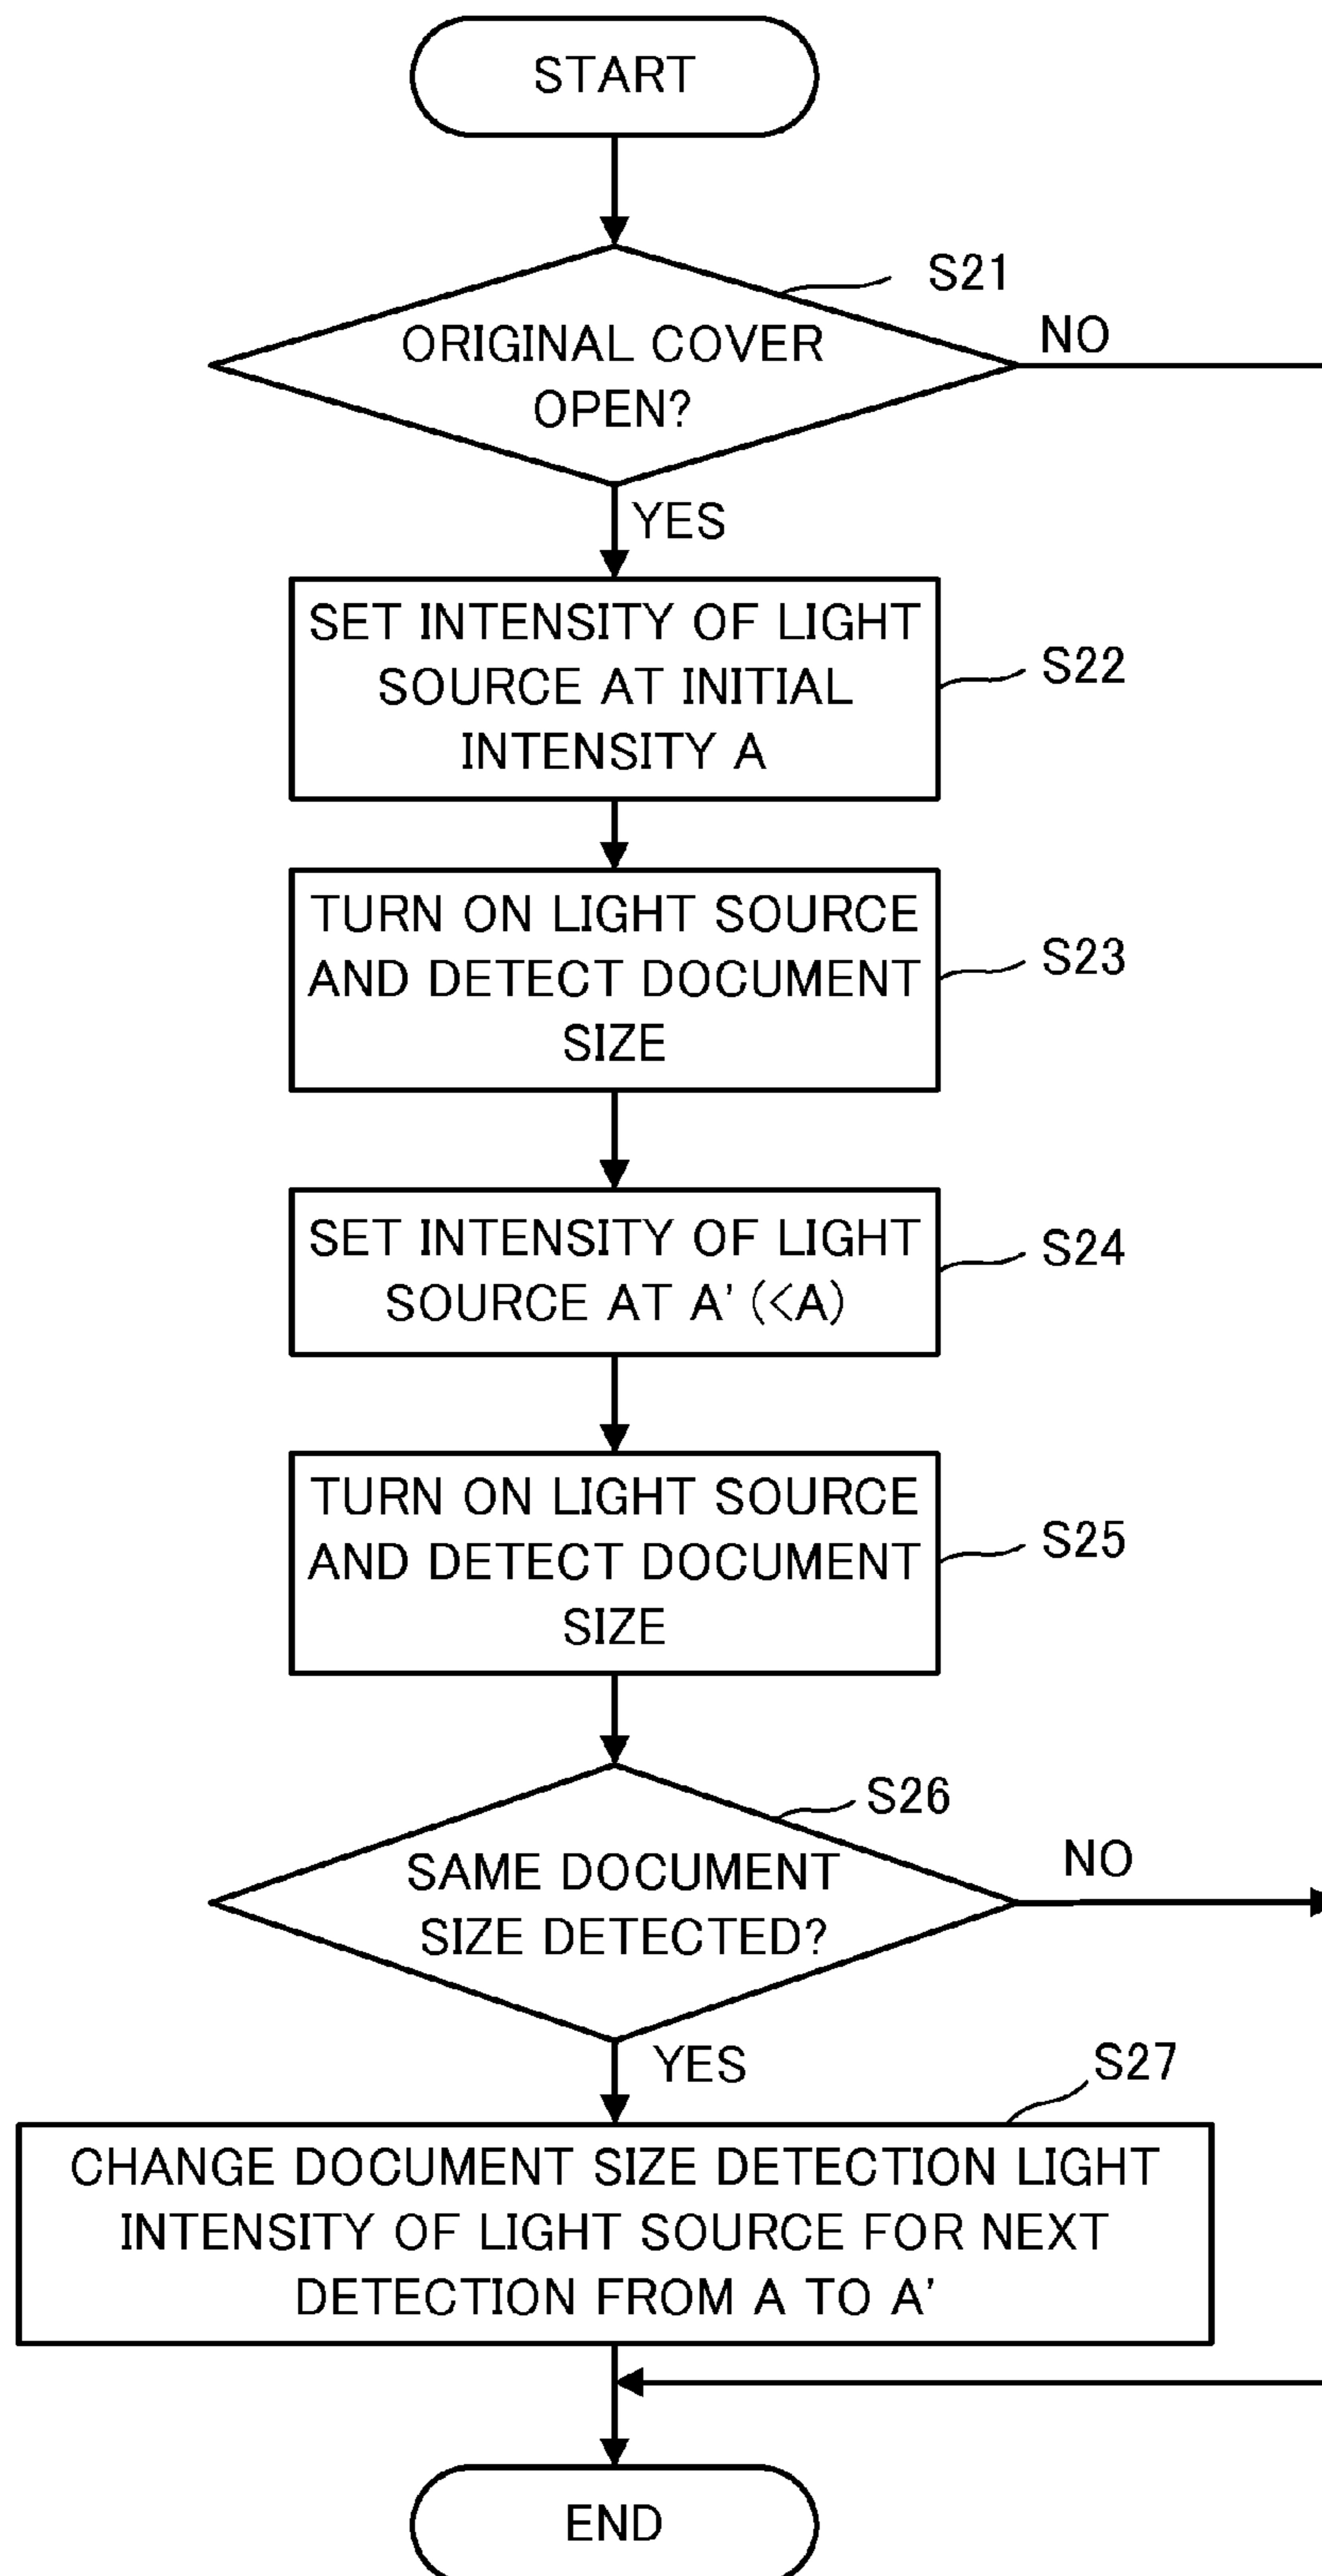 START
S21
ORIGINAL COVER
OPEN?
NO
YES
SET INTENSITY OF LIGHT
SOURCE AT INITIAL
INTENSITY A
S22
TURN ON LIGHT SOURCE
AND DETECT DOCUMENT
SIZE
S23
SET INTENSITY OF LIGHT
SOURCE AT A' (<A)
S24
TURN ON LIGHT SOURCE
AND DETECT DOCUMENT
SIZE
S25
S26
SAME DOCUMENT
SIZE DETECTED?
NO
YES
S27
CHANGE DOCUMENT SIZE DETECTION LIGHT
INTENSITY OF LIGHT SOURCE FOR NEXT
DETECTION FROM A TO A'
END